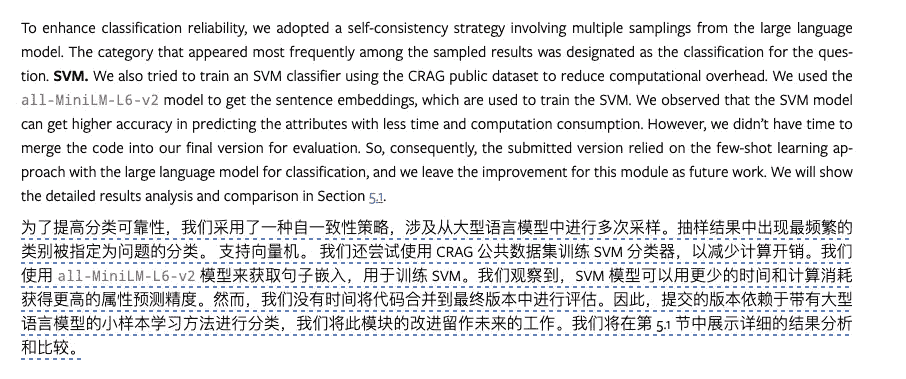 To enhance classification reliability, we adopted a self-consistency strategy involving multiple samplings from the large language
model. The category that appeared most frequently among the sampled results was designated as the classification for the ques-
tion. SVM. We also tried to train an SVM classifier using the CRAG public dataset to reduce computational overhead. We used the
all-MiniLM-L6-v2 model to get the sentence embeddings, which are used to train the SVM. We observed that the SVM model
can get higher accuracy in predicting the attributes with less time and computation consumption. However, we didn’t have time to
merge the code into our final version for evaluation. So, consequently, the submitted version relied on the few-shot learning ap-
proach with the large language model for classification, and we leave the improvement for this module as future work. We will show
the detailed results analysis and comparison in Section 5.1.
为了提高分类可靠性，我们采用了一种自一致性策略，涉及从大型语言模型中进行多次采样。抽样结果中出现最频繁的
类别被指定为问题的分类。 支持向量机。 我们还尝试使用 CRAG 公共数据集训练 SVM 分类器，以减少计算开销。我们
使用 all-MiniLM-L6-v2 模型来获取句子嵌入，用于训练 SVM。我们观察到，SVM 模型可以用更少的时间和计算消耗
获得更高的属性预测精度。然而，我们没有时间将代码合并到最终版本中进行评估。因此，提交的版本依赖于带有大型
语言模型的小样本学习方法进行分类，我们将此模块的改进留作未来的工作。我们将在第 5.1 节中展示详细的结果分析
和比较。